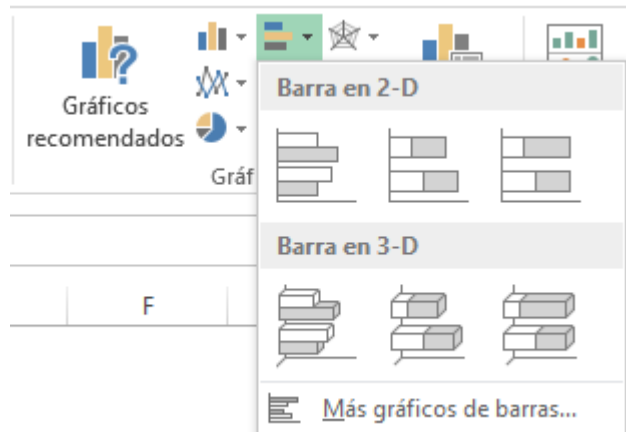 Gráficos
recomendados
Gráf
Barra en 2-D
Barra en 3-D
F
Más gráficos de barras...